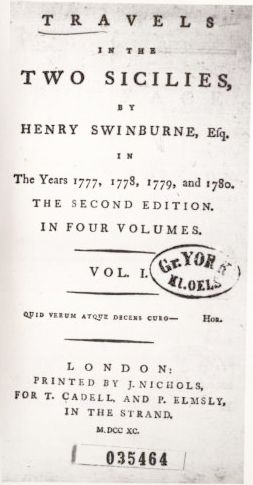 TRAVELS
IN THE
TWO SICILIES,
BY
HENRY SWINBURNE, Esq.
IN
The Years 1777, 1778, 1779, and 1780.
THE SECOND EDITION.
IN FOUR VOLUMES.
VOL. I.
Gr. YORK
Kl. OELS
QUID VERUM ATQUE DECENS CURO— Hor.
LONDON:
PRINTED BY J. NICHOLS,
FOR T. CADELL, AND P. ELMSLY,
IN THE STRAND.
M.DCC XC.
035464